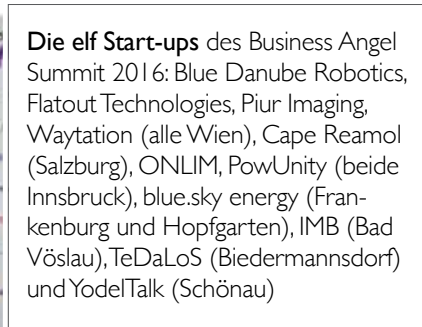 Die elf Start-ups des Business Angel
Summit 2016: Blue Danube Robotics,
Flatout Technologies, Piur Imaging,
Waytation (alle Wien), Cape Reamol
(Salzburg), ONLIM, PowUnity (beide
Innsbruck), blue.sky energy (Fran-
kenburg und Hopfgarten), IMB (Bad
Vöslau), TeDaLoS (Biedermannsdorf)
und YodelTalk (Schönau)